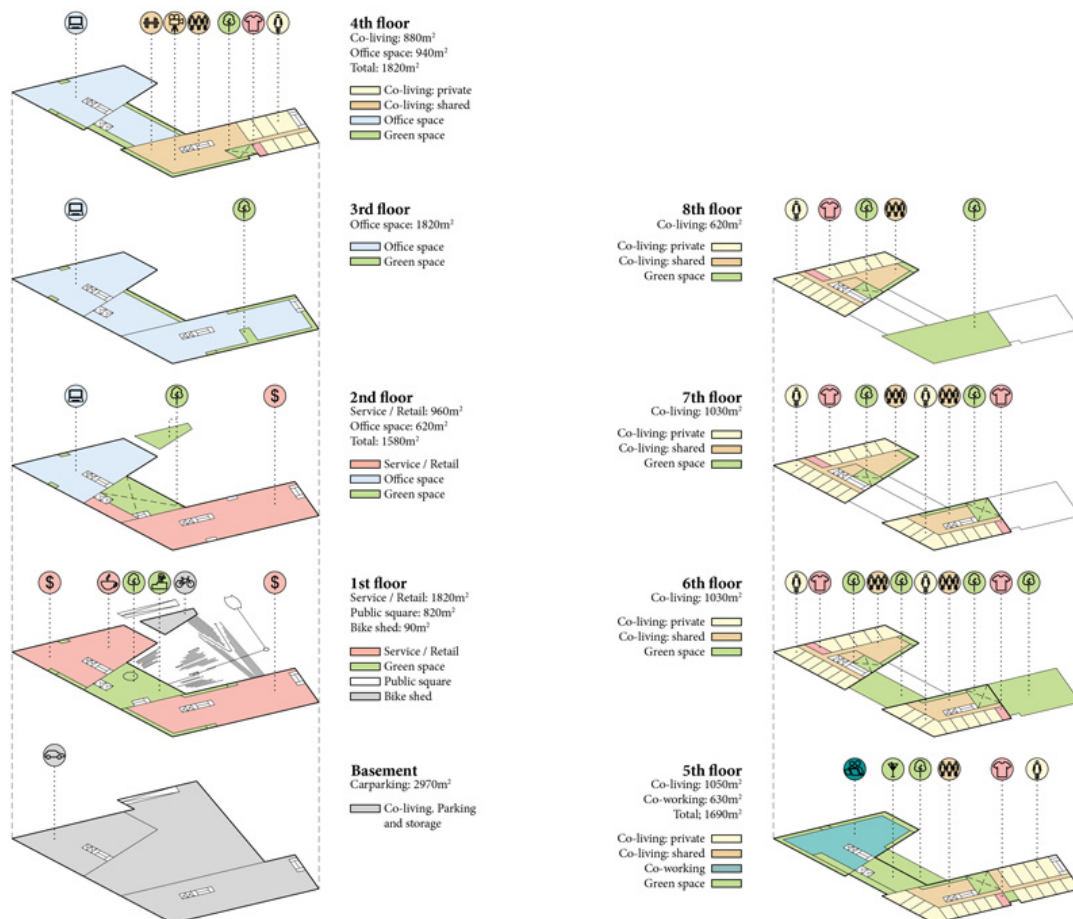 4th floor
Co-living: 880m²
Office space: 940m²
Total: 1820m²
Co-living: private
Co-living: shared
Office space
Green space
3rd floor
Office space: 1820m²
Office space
Green space
2nd floor
Service / Retail: 960m²
Office space: 620m²
Total: 1580m²
Service / Retail
Office space
Green space
$
1st floor
Service / Retail: 1820m²
Public square: 820m²
Bike shed: 90m²
Service / Retail
Green space
Public square
Bike shed
$
$
Basement
Carparking: 2970m²
Co-living, Parking
and storage
8th floor
Co-living: 620m²
Co-living: private
Co-living: shared
Green space
7th floor
Co-living: 1030m²
Co-living: private
Co-living: shared
Green space
6th floor
Co-living: 1030m²
Co-living: private
Co-living: shared
Green space
5th floor
Co-living: 1050m²
Co-working: 630m²
Total; 1690m²
Co-living: private
Co-living: shared
Co-working
Green space